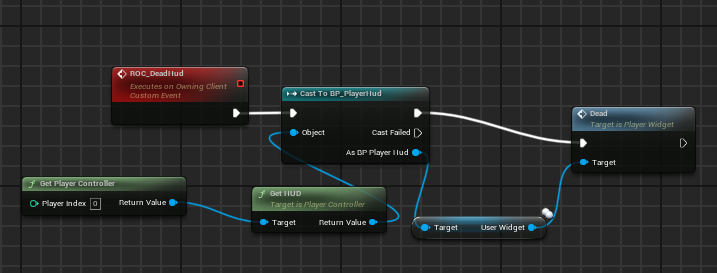 ROC_DeadHud
Executes on Owning Client
Custom Event
Cast To BP_PlayerHud
Object
Cast Failed
As BP Player Hud
Dead
Target is Player Widget
Target
Get Player Controller
Player Index 0
Return Value
Get HUD
Target is Player Controller
Target
Return Value
Target
User Widget